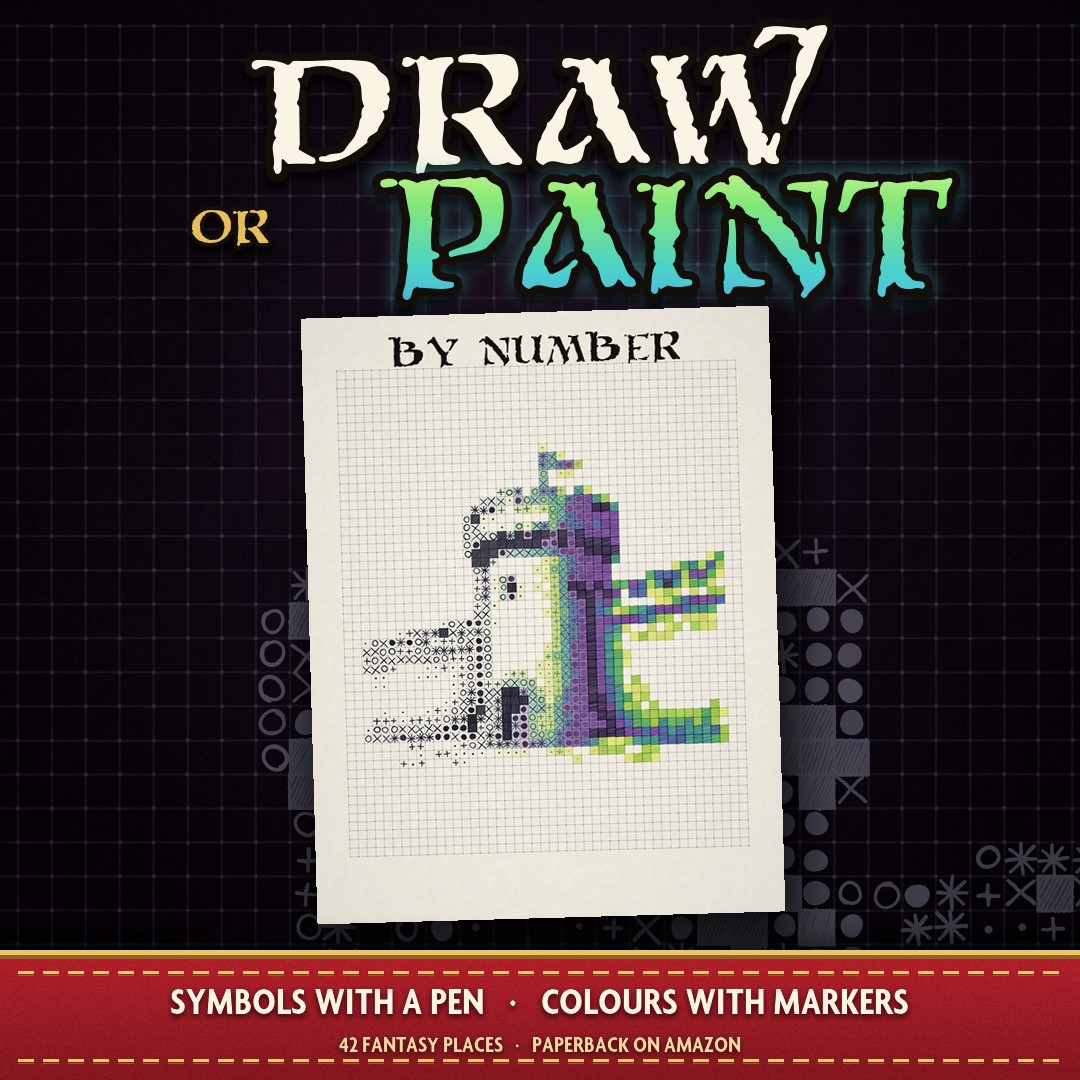 DRAW
OR PAINT
BY NUMBER
SYMBOLS WITH A PEN · COLOURS WITH MARKERS
42 FANTASY PLACES · PAPERBACK ON AMAZON